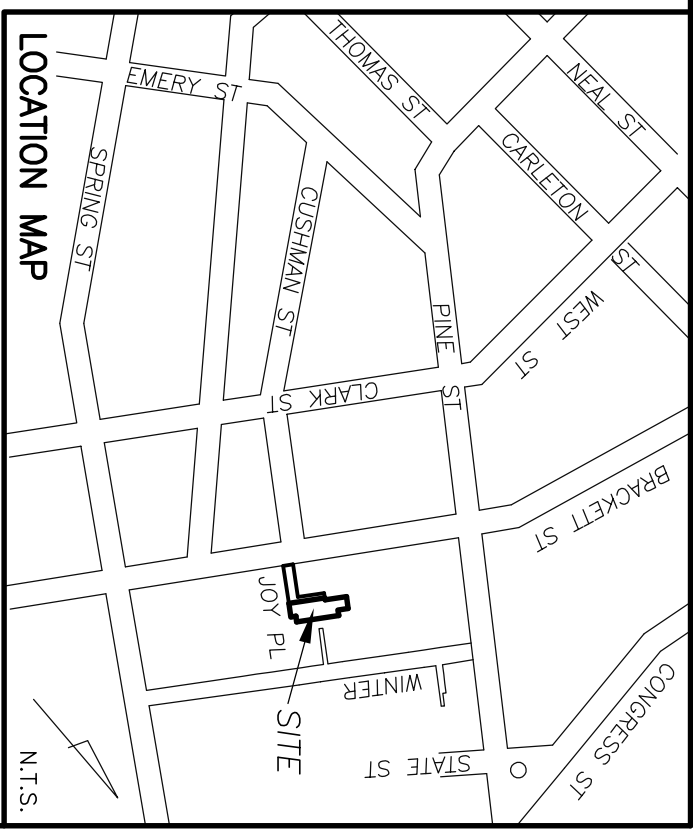 LOCATION MAP
EMERY ST
SPRING ST
THOMAS ST
NEAL ST
CARLETON ST
CUSHMAN ST
PINE ST
WEST ST
CLARK ST
BRACKETT ST
JOY PL
WINTER
SITE
STATE ST
CONGRESS ST
N.T.S.